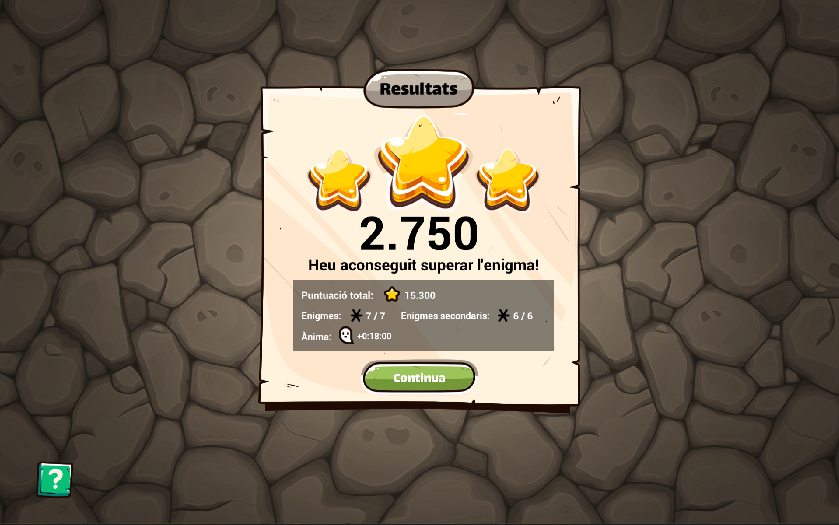 Resultats
2.750
Heu aconseguit superar l'enigma!
Puntuació total: 15.300
Enigmes: 7 / 7 Enigmes secundaris: 6 / 6
Ànima: +0:18:00
Continua
?